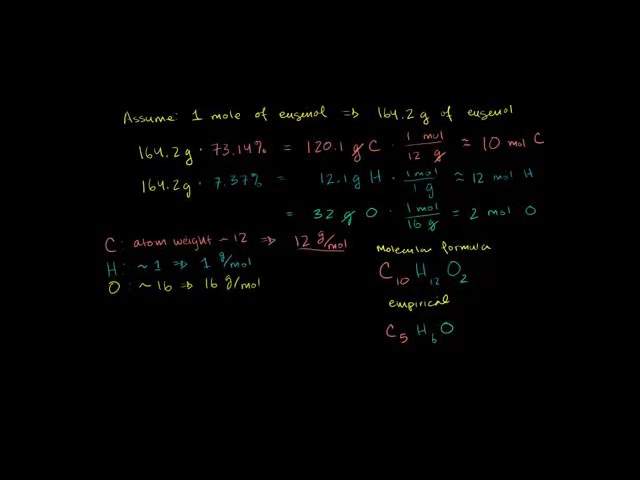 Assume: 1 mole of eugenol ⇒ 164.2 g of eugenol
164.2 g · 73.14% = 120.1 g C · 1 mol / 12 g ≈ 10 mol C
164.2 g · 7.37% = 12.1 g H · 1 mol / 1 g ≈ 12 mol H
= 32 g O · 1 mol / 16 g = 2 mol O
C: atom weight ~ 12 ⇒ 12 g/mol
H: ~ 1 ⇒ 1 g/mol
O: ~ 16 ⇒ 16 g/mol
molecular formula
C₁₀ H₁₂ O₂
empirical
C₅ H₆ O